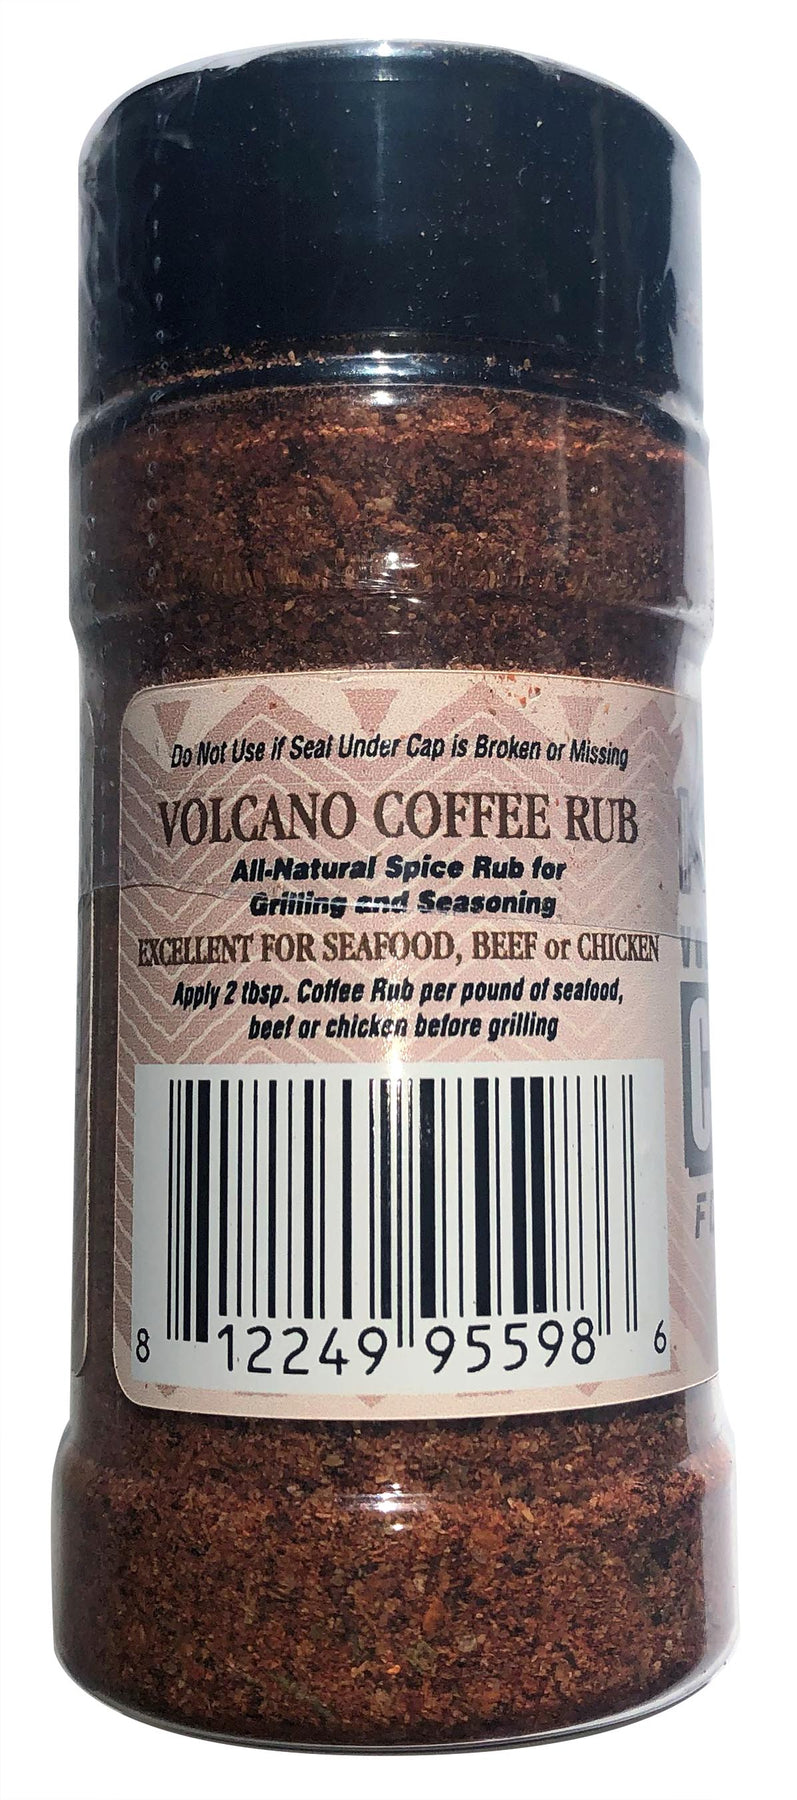 Do Not Use if Seal Under Cap is Broken or Missing
VOLCANO COFFEE RUB
All-Natural Spice Rub for
Grilling and Seasoning
EXCELLENT FOR SEAFOOD, BEEF or CHICKEN
Apply 2 tbsp. Coffee Rub per pound of seafood,
beef or chicken before grilling
8 12249 95598 6